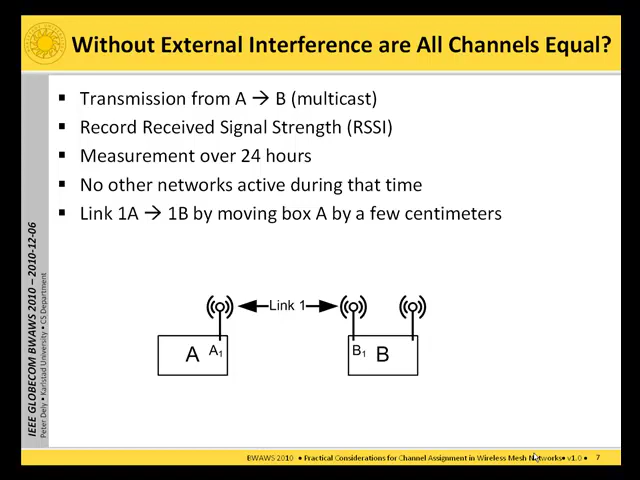 Without External Interference are All Channels Equal?
▪ Transmission from A → B (multicast)
▪ Record Received Signal Strength (RSSI)
▪ Measurement over 24 hours
▪ No other networks active during that time
▪ Link 1A → 1B by moving box A by a few centimeters
Link 1
A A1
B1 B
IEEE GLOBECOM BWAWS 2010 – 2010-12-06
Peter Dely • Karlstad University • CS Department
BWAWS 2010 • Practical Considerations for Channel Assignment in Wireless Mesh Networks • v1.0 • 7